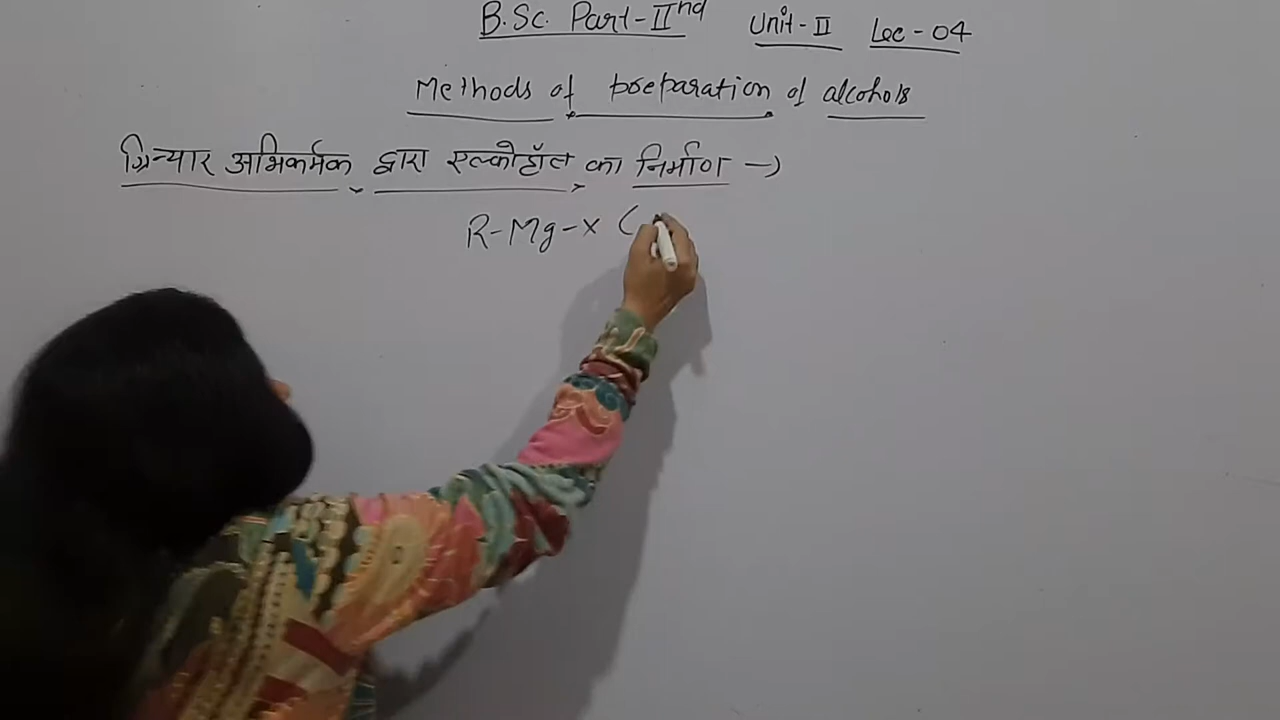 B.Sc. Part-IInd Unit-II Lec-04
Methods of preparation of alcohols
ग्रिन्यार अभिकर्मक द्वारा एल्कोहॉल का निर्माण →
R-Mg-X (